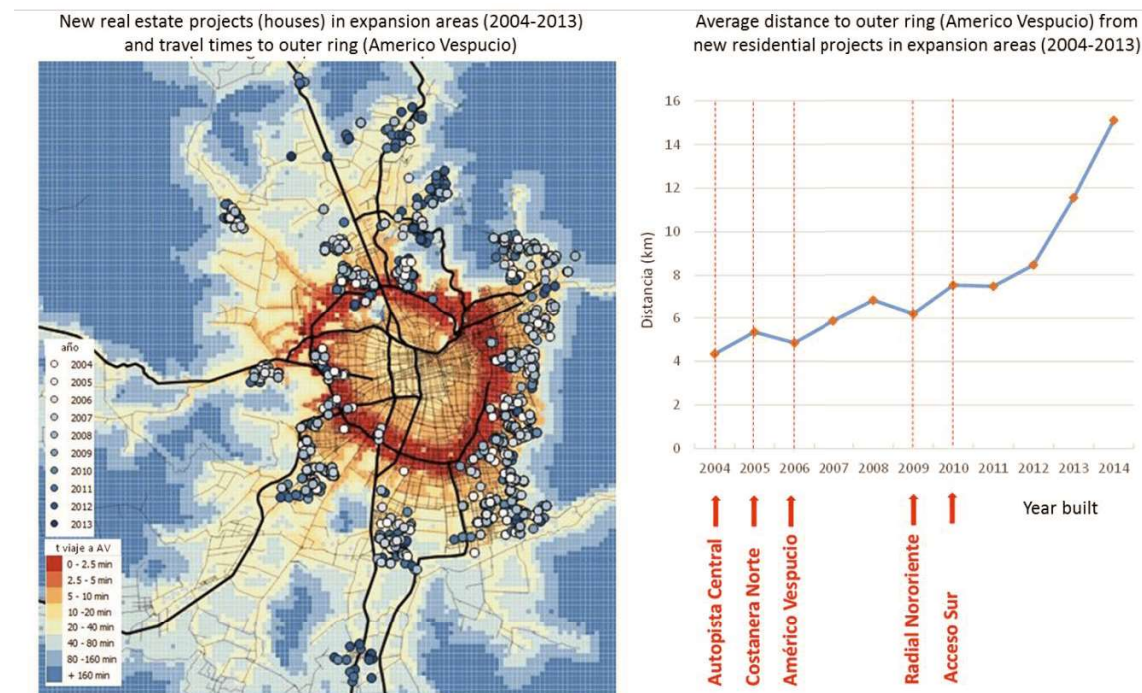 New real estate projects (houses) in expansion areas (2004-2013)
and travel times to outer ring (Americo Vespucio)
año
2004
2005
2006
2007
2008
2009
2010
2011
2012
2013
t viaje a AV
0 - 2.5 min
2.5 - 5 min
5 - 10 min
10 -20 min
20 - 40 min
40 - 80 min
80 -160 min
+ 160 min
Average distance to outer ring (Americo Vespucio) from
new residential projects in expansion areas (2004-2013)
Distancia (km)
16
14
12
10
8
6
4
2
0
2004 2005 2006 2007 2008 2009 2010 2011 2012 2013 2014
Year built
Autopista Central
Costanera Norte
Américo Vespucio
Radial Nororiente
Acceso Sur